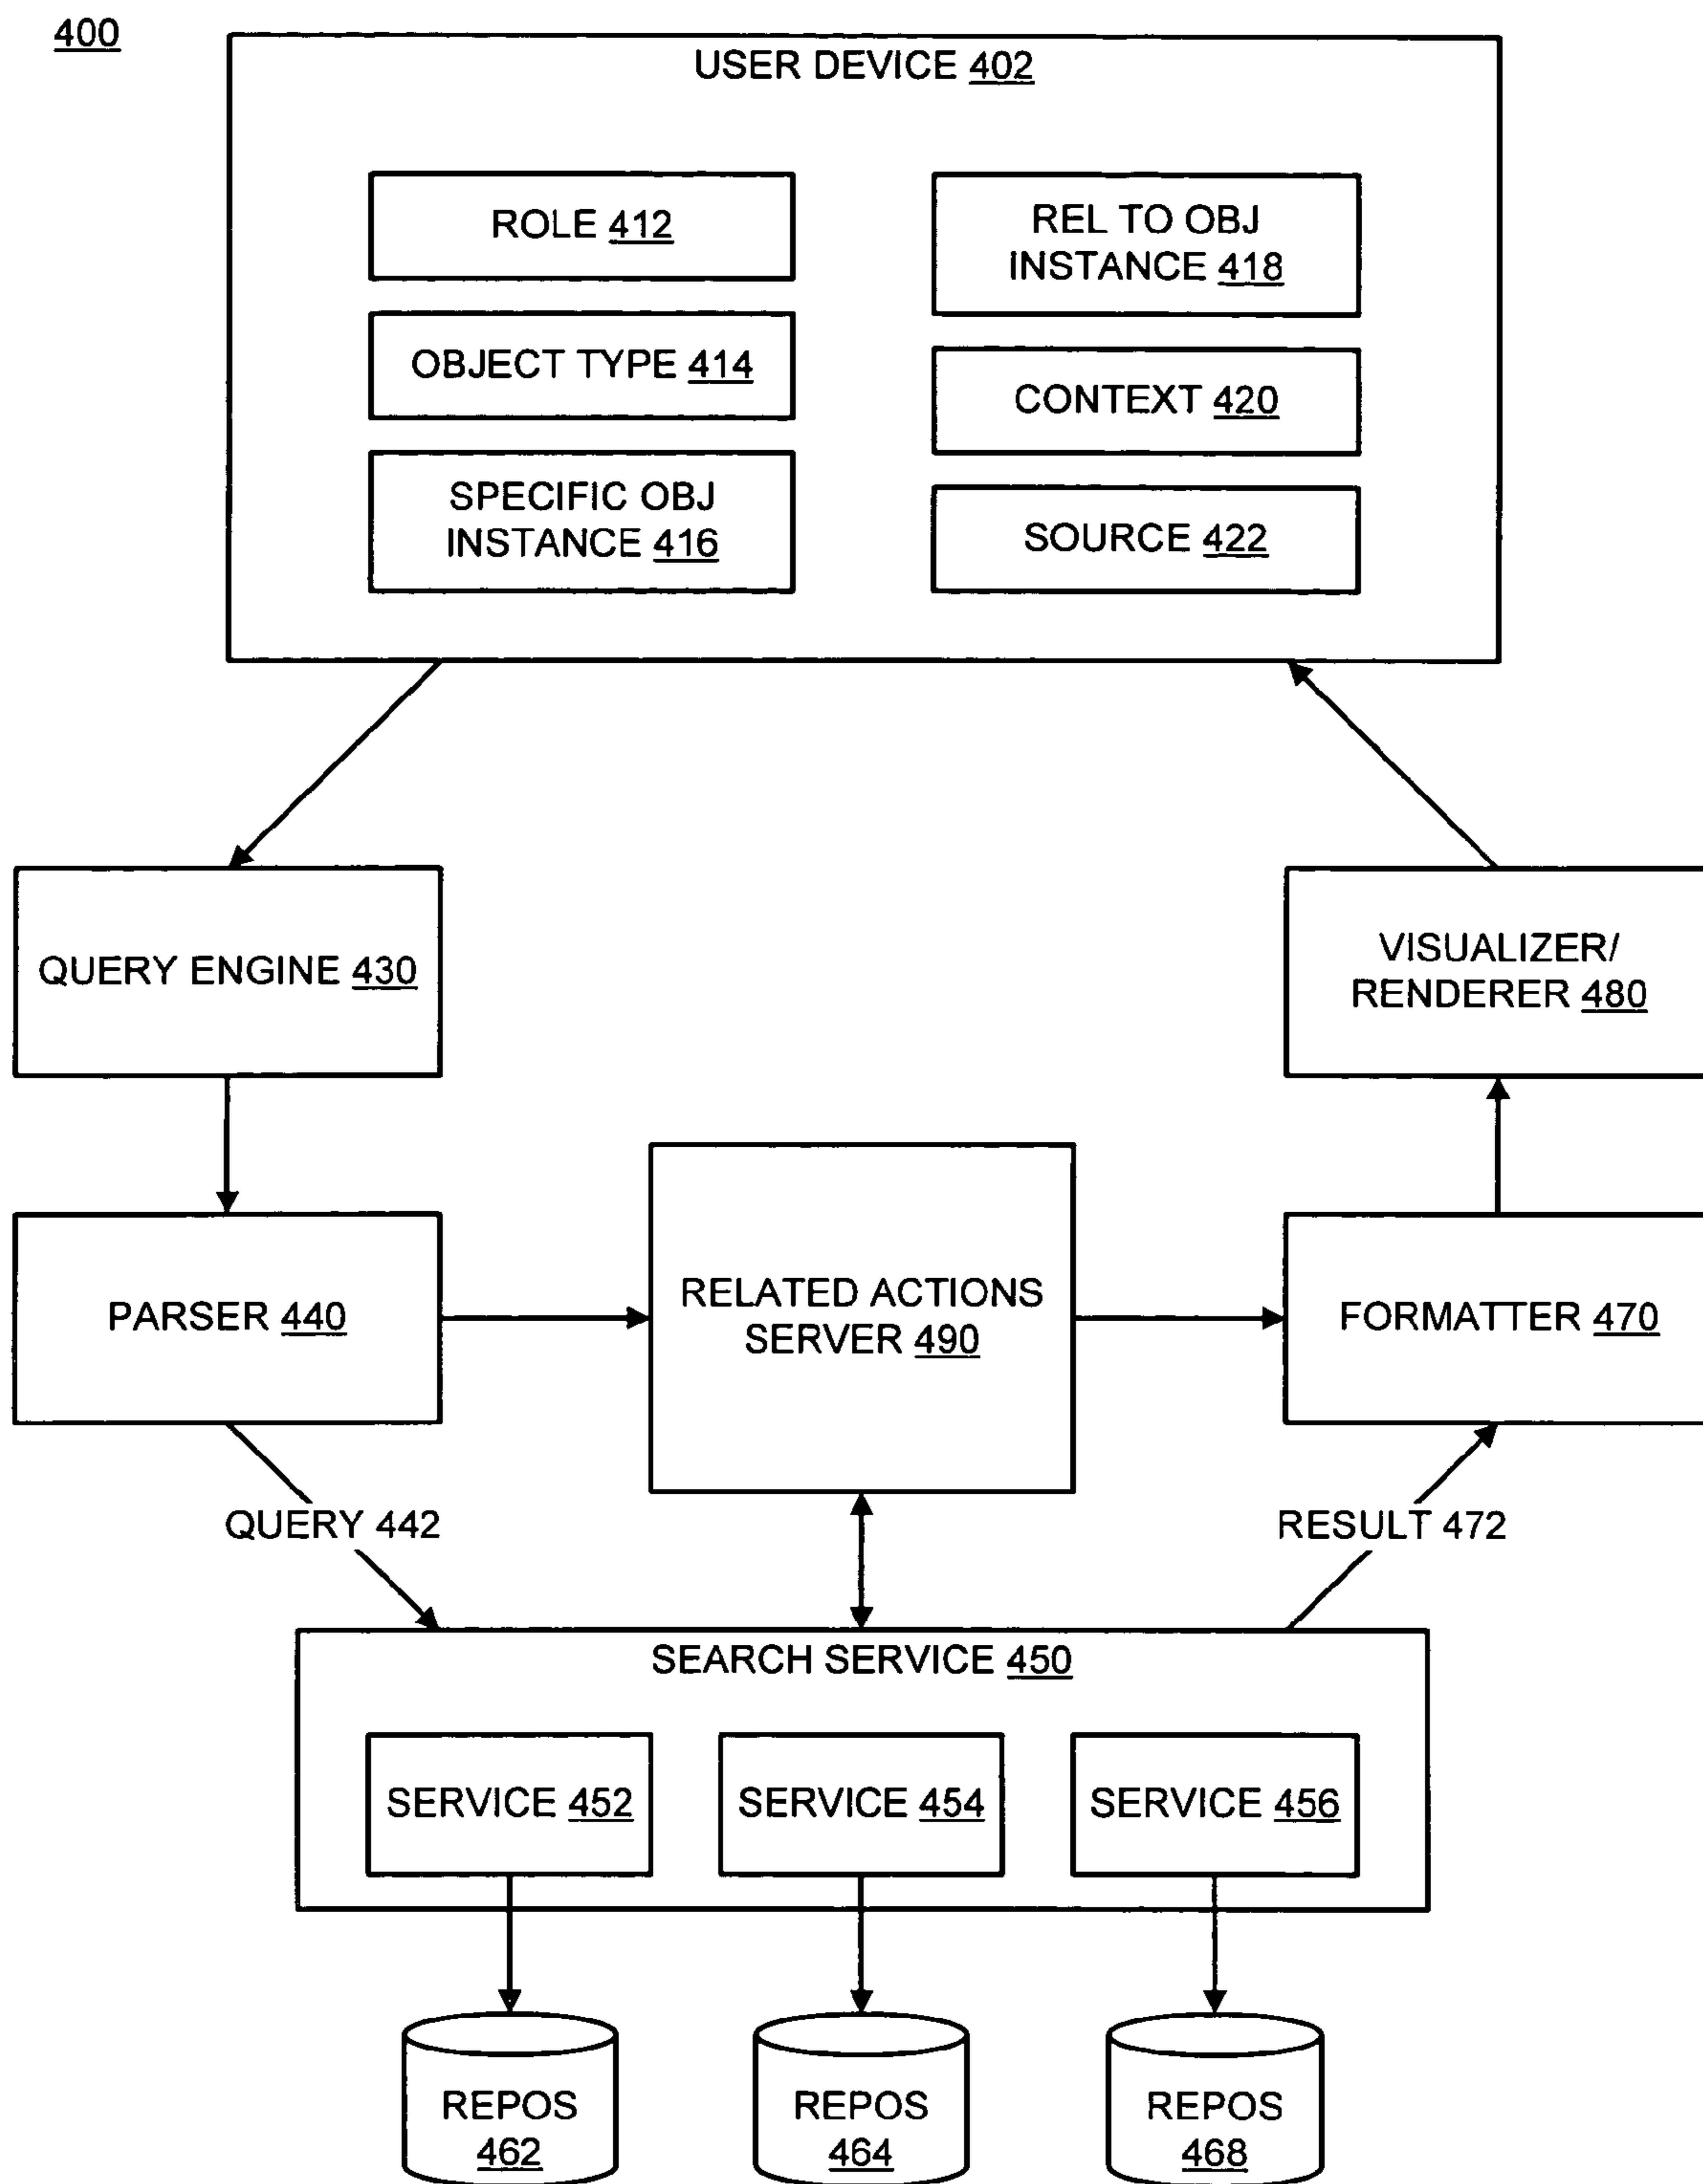 400
USER DEVICE 402
ROLE 412
OBJECT TYPE 414
SPECIFIC OBJ
INSTANCE 416
REL TO OBJ
INSTANCE 418
CONTEXT 420
SOURCE 422
QUERY ENGINE 430
VISUALIZER/
RENDERER 480
PARSER 440
RELATED ACTIONS
SERVER 490
FORMATTER 470
QUERY 442
RESULT 472
SEARCH SERVICE 450
SERVICE 452
SERVICE 454
SERVICE 456
REPOS
462
REPOS
464
REPOS
468